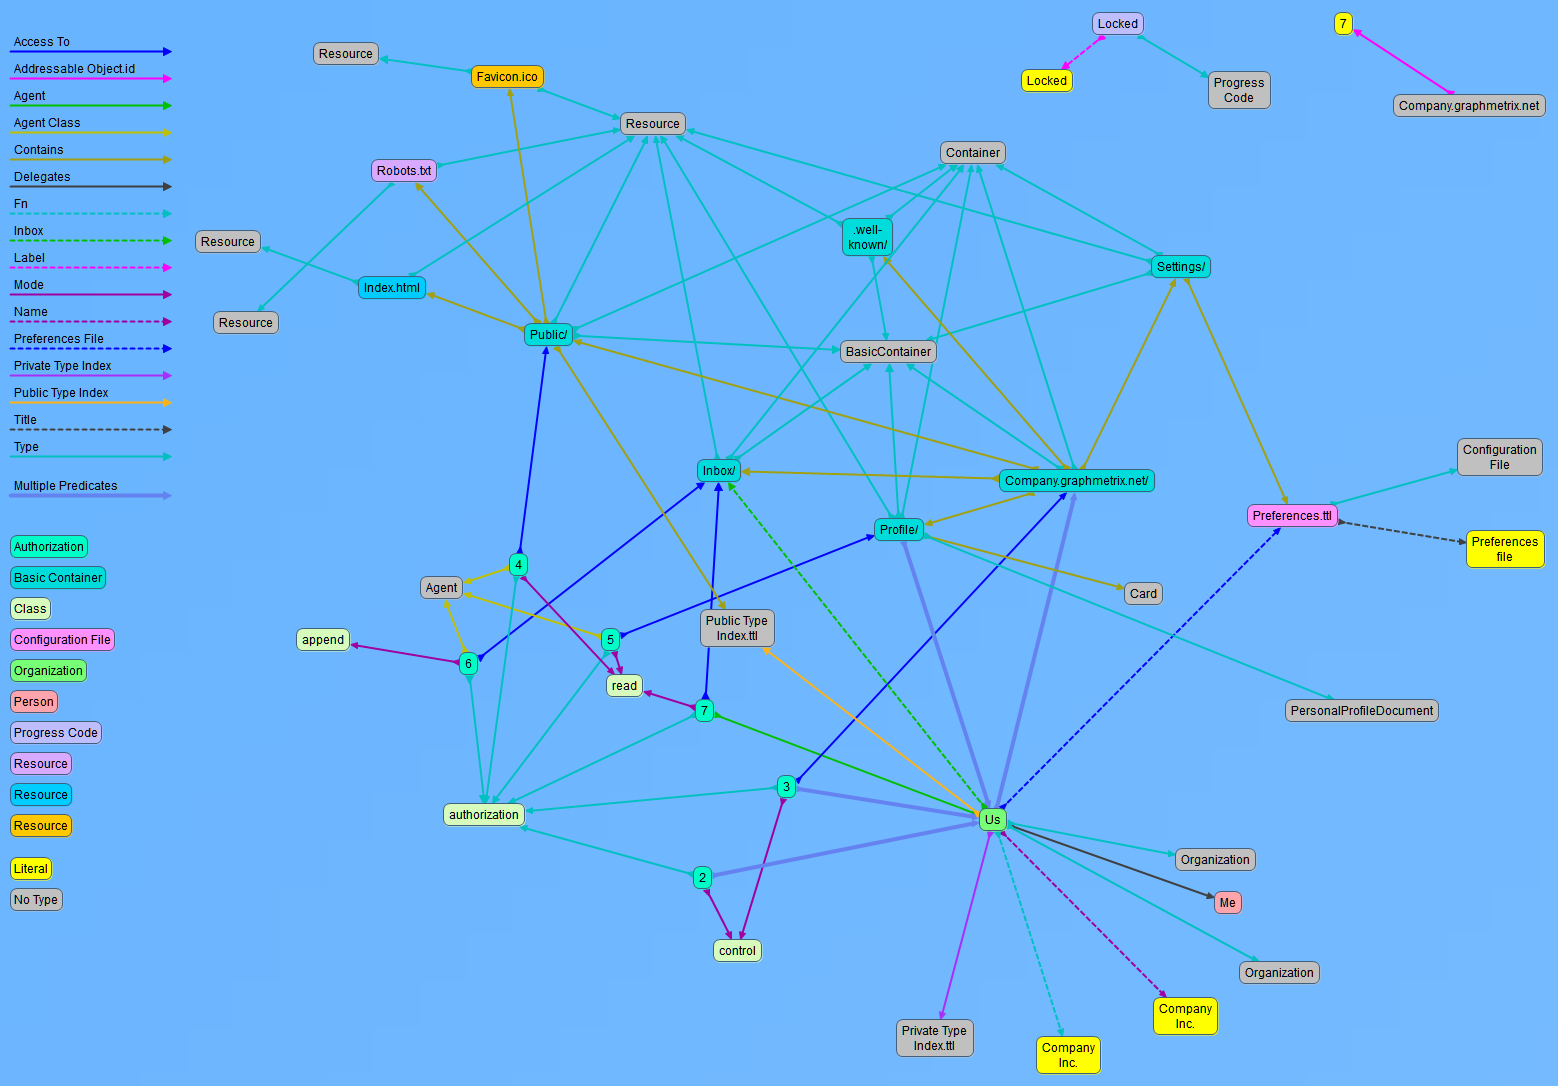 Access To
Addressable Object.id
Agent
Agent Class
Contains
Delegates
Fn
Inbox
Label
Mode
Name
Preferences File
Private Type Index
Public Type Index
Title
Type
Multiple Predicates
Authorization
Basic Container
Class
Configuration File
Organization
Person
Progress Code
Resource
Resource
Resource
Literal
No Type
Resource
Favicon.ico
Resource
Robots.txt
Resource
Index.html
Resource
Public/
Locked
Locked
Progress
Code
7
Company.graphmetrix.net
Container
.well-
known/
Settings/
BasicContainer
Inbox/
Company.graphmetrix.net/
Profile/
Configuration
File
Preferences.ttl
Preferences
file
4
Agent
Card
append
6
5
Public Type
Index.ttl
read
7
PersonalProfileDocument
3
authorization
Us
2
Organization
Me
control
Organization
Company
Inc.
Private Type
Index.ttl
Company
Inc.